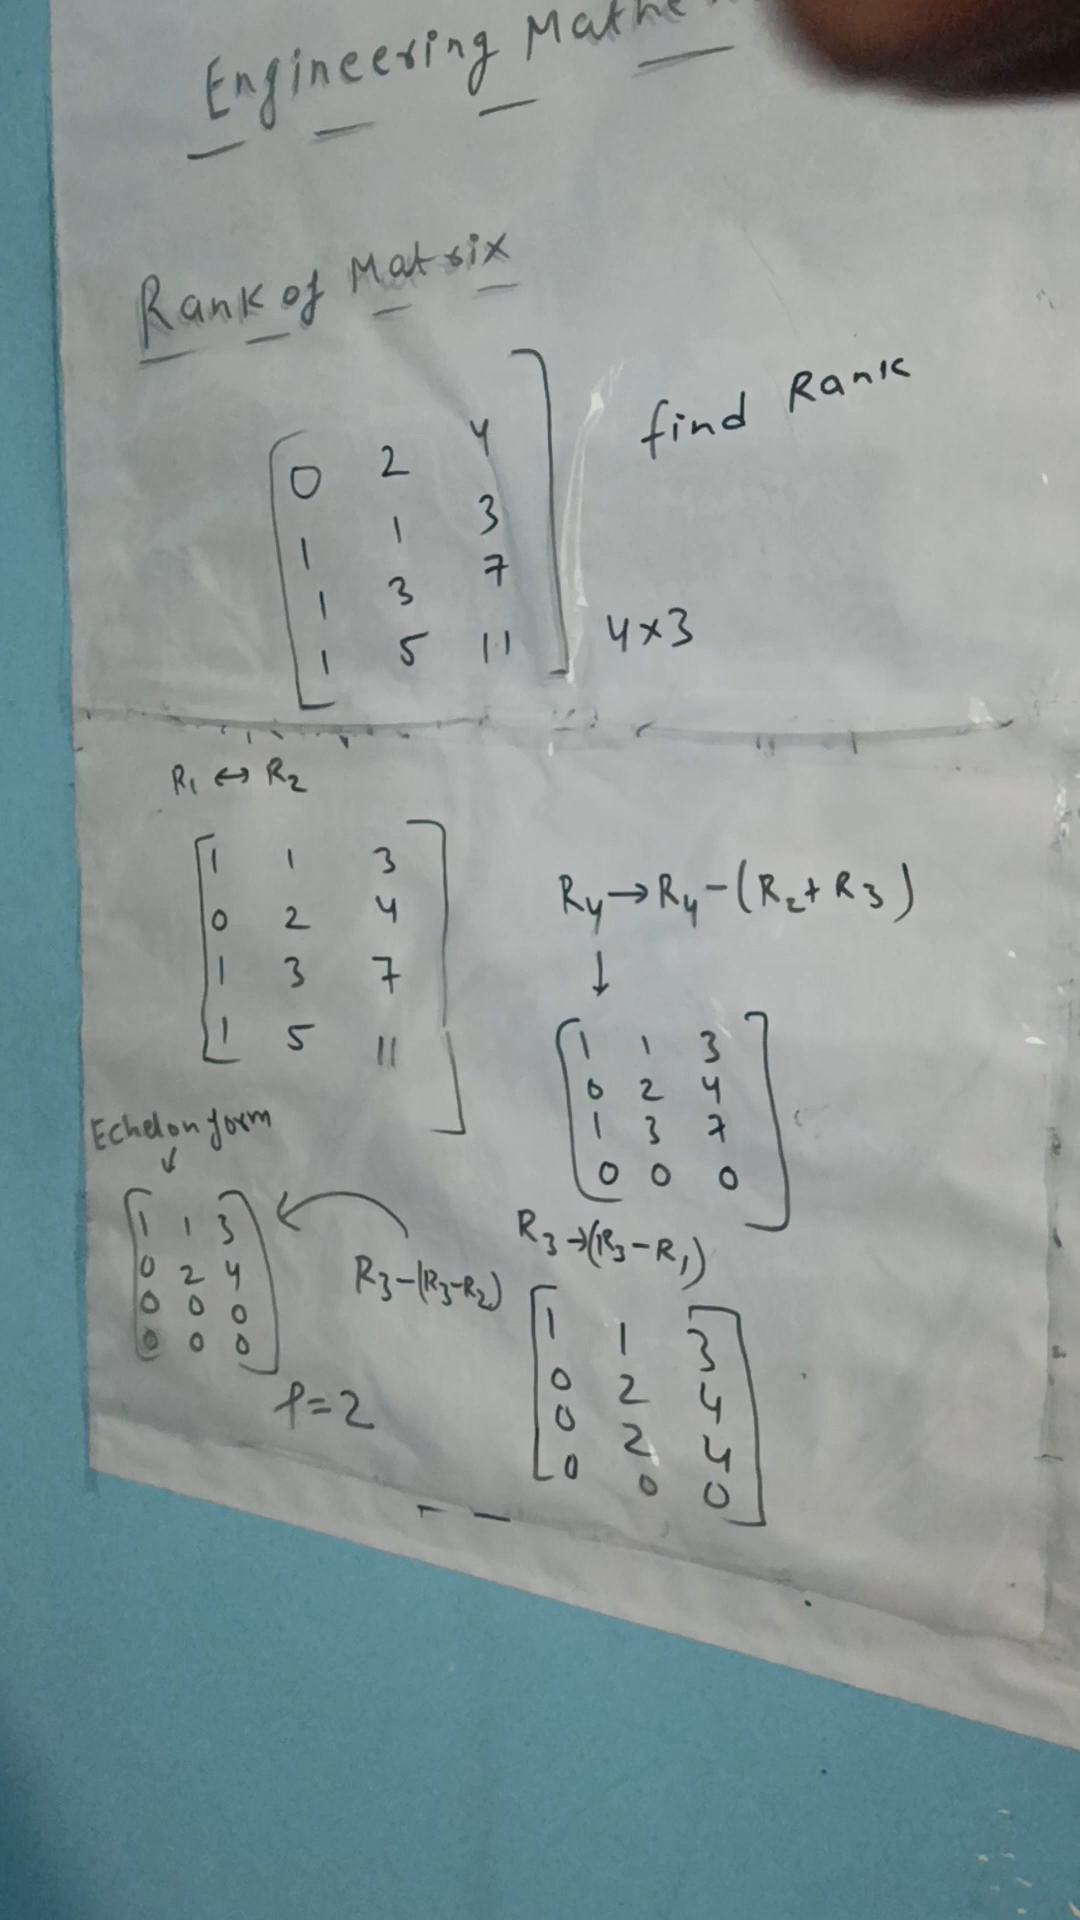 Engineering Mathe
Rank of Matrix
find Rank
0 2 4
1 1 3
1 3 7
1 5 11
4×3
R1 ↔ R2
1 1 3
0 2 4
1 3 7
1 5 11
R4 → R4 - (R2 + R3)
↓
1 1 3
0 2 4
1 3 7
0 0 0
R3 → (R3 - R1)
1 1 3
0 2 4
0 2 4
0 0 0
R3 - (R3 - R2)
Echelon form
↓
1 1 3
0 2 4
0 0 0
0 0 0
ρ = 2